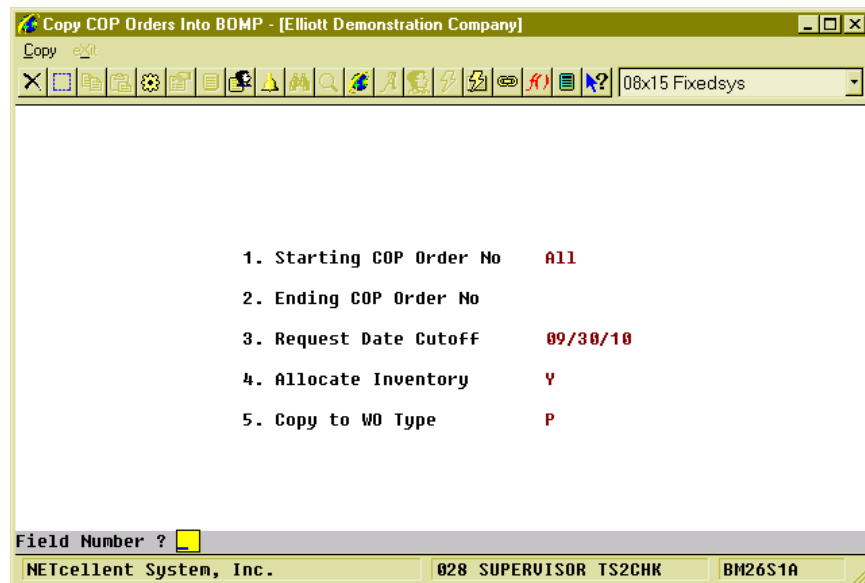 Copy COP Orders Into BOMP - [Elliott Demonstration Company]
Copy eXit
08x15 Fixedsys
1. Starting COP Order No All
2. Ending COP Order No
3. Request Date Cutoff 09/30/10
4. Allocate Inventory Y
5. Copy to WO Type P
Field Number ?
NETcellent System, Inc. 028 SUPERVISOR TS2CHK BM26S1A